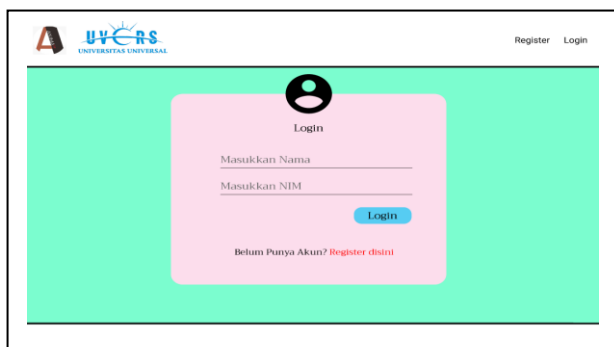 UVERS
UNIVERSITAS UNIVERSAL
Register Login
Login
Masukkan Nama
Masukkan NIM
Login
Belum Punya Akun? Register disini